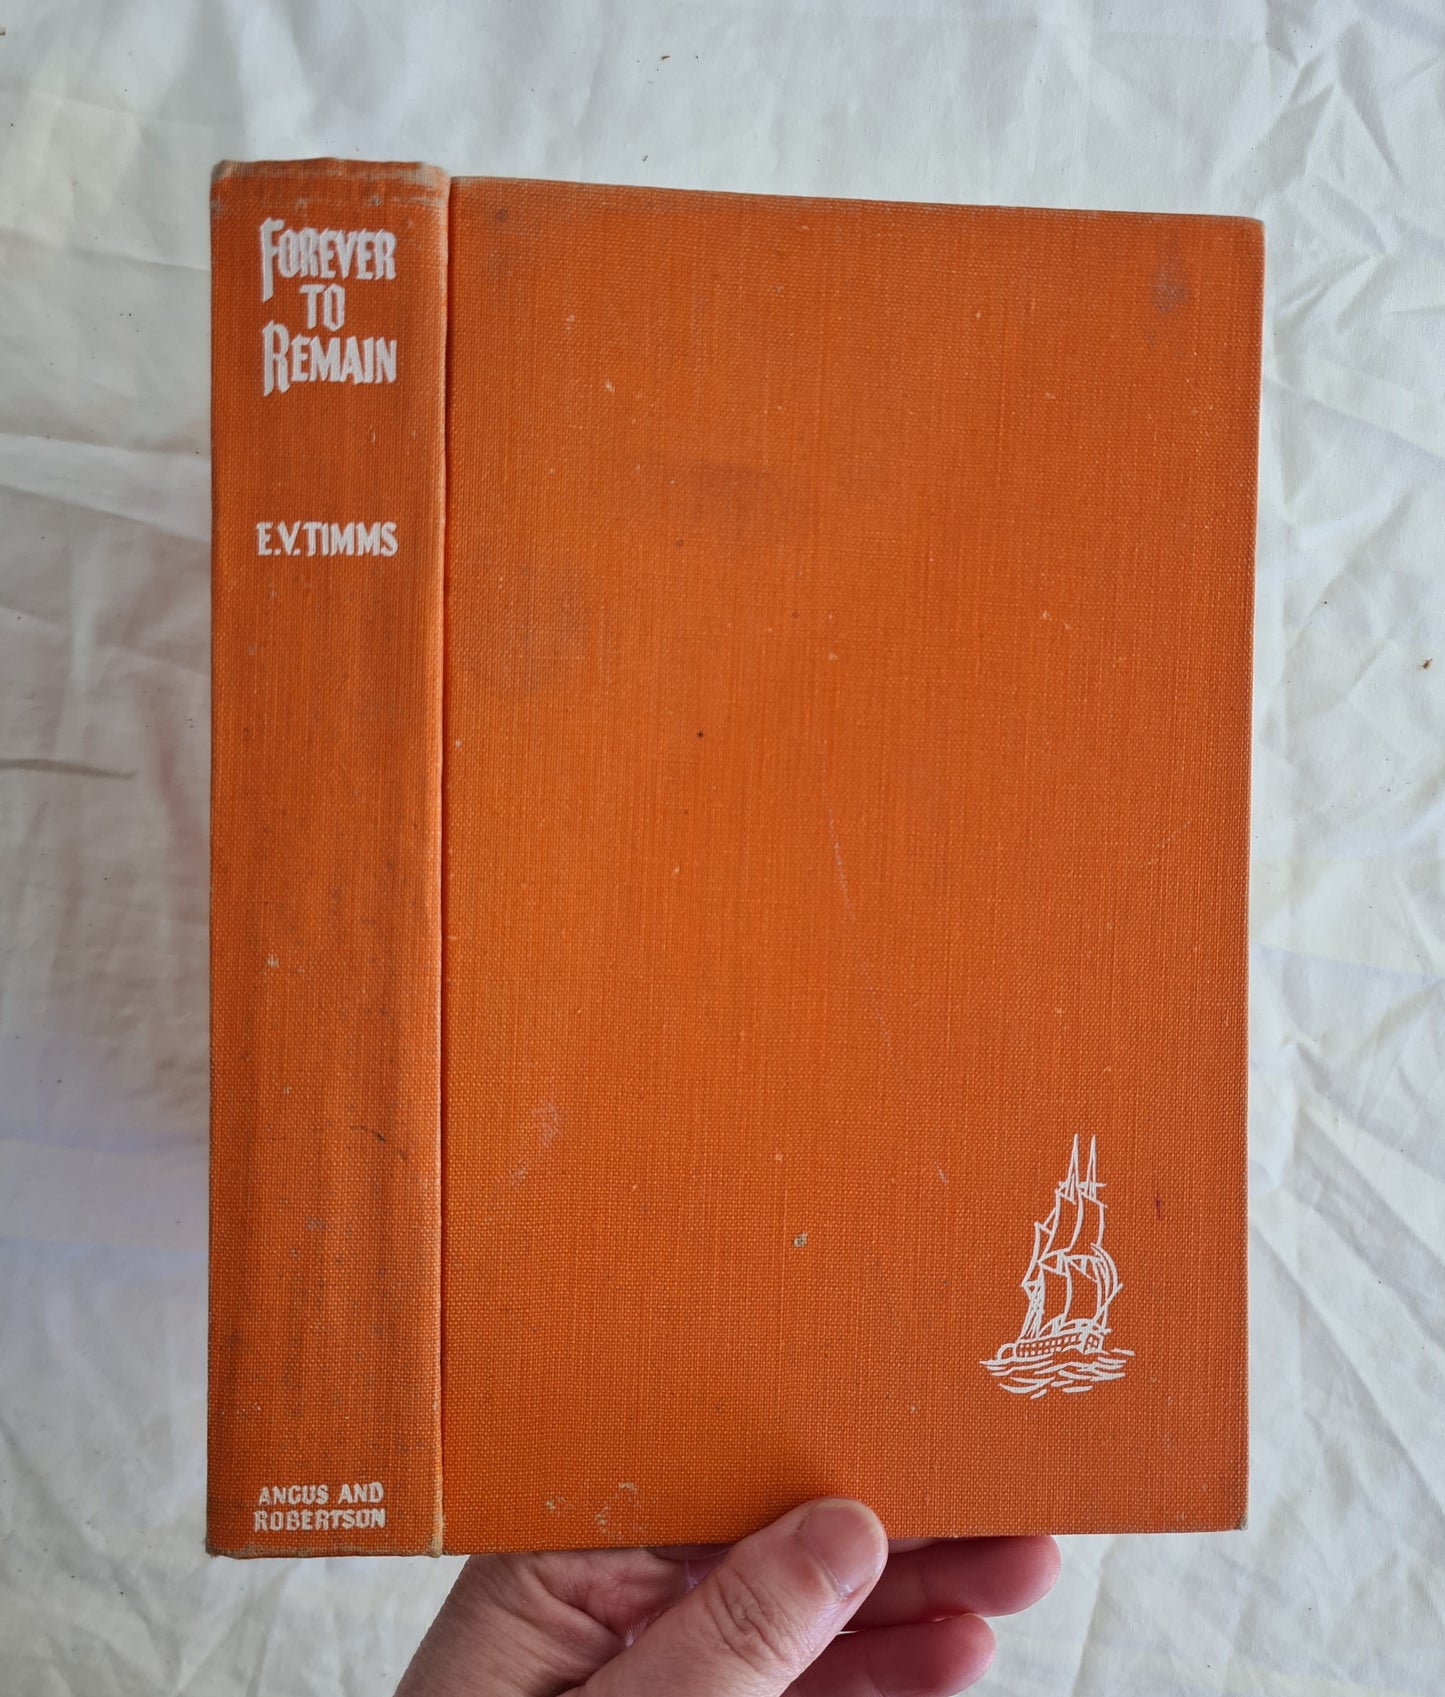 FOREVER
TO
REMAIN
E.V. TIMMS
ANGUS AND
ROBERTSON